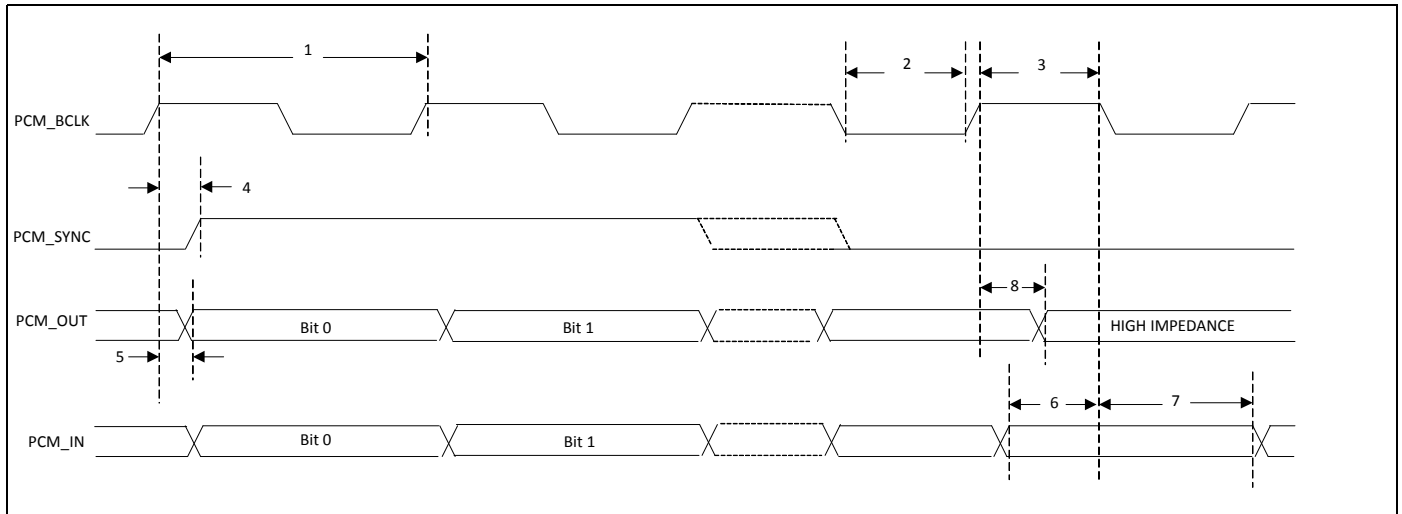 1
2
3
PCM_BCLK
4
PCM_SYNC
8
PCM_OUT
Bit 0
Bit 1
HIGH IMPEDANCE
5
6
7
PCM_IN
Bit 0
Bit 1